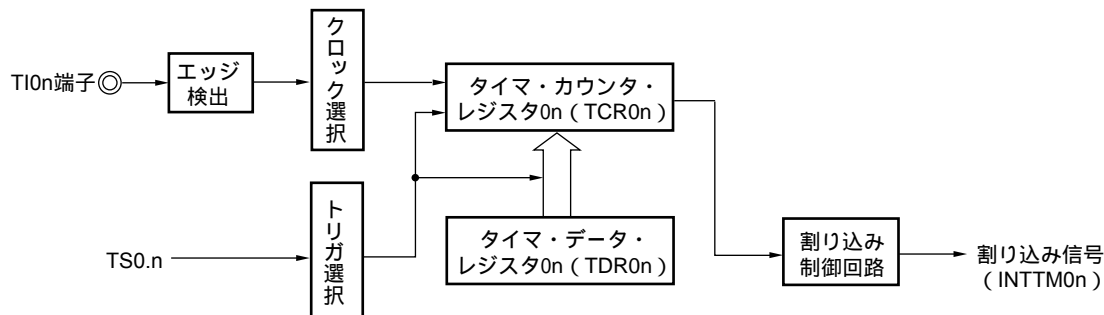 TI0n端子
エッジ
検出
クロック選択
タイマ・カウンタ・
レジスタ0n（TCR0n）
TS0.n
トリガ選択
タイマ・データ・
レジスタ0n（TDR0n）
割り込み
制御回路
割り込み信号
（INTTM0n）